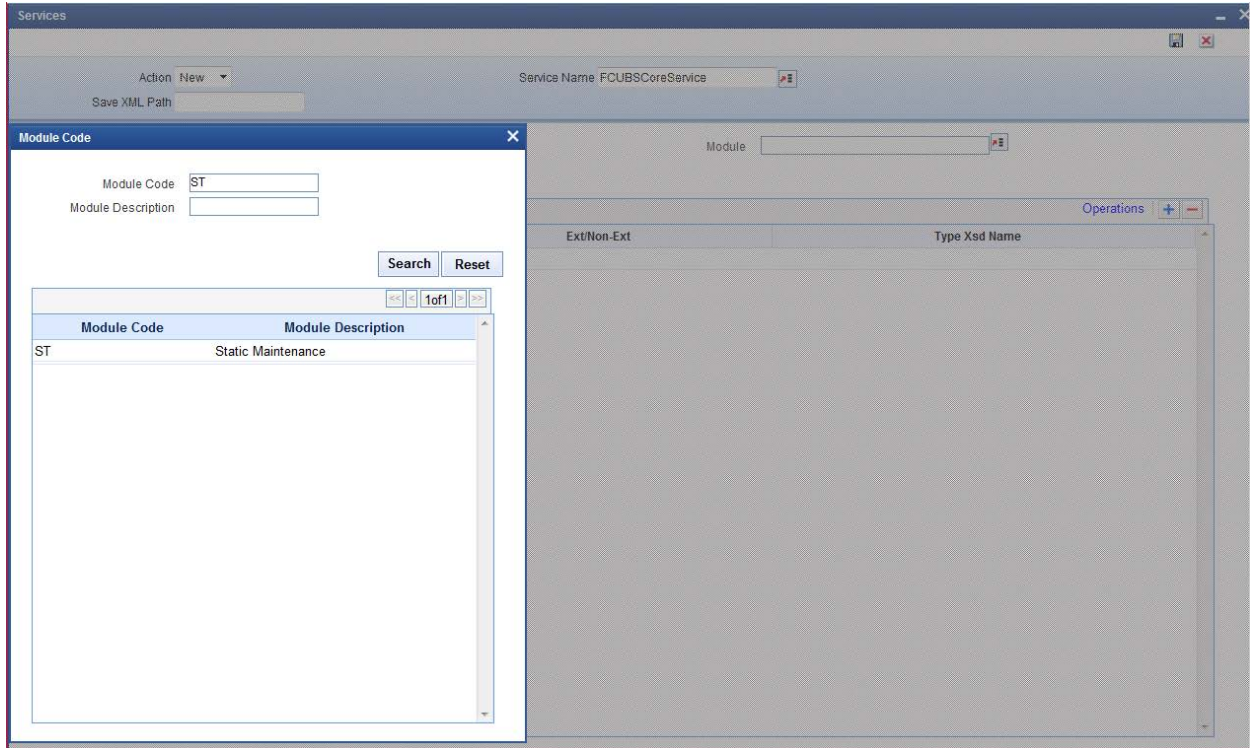 Services
Action New
Service Name FCUBSCoreService
Save XML Path
Module Code
Module
Module Code ST
Module Description
Operations
Ext/Non-Ext Type Xsd Name
Search Reset
<< < 1of1 > >>
Module Code Module Description
ST Static Maintenance